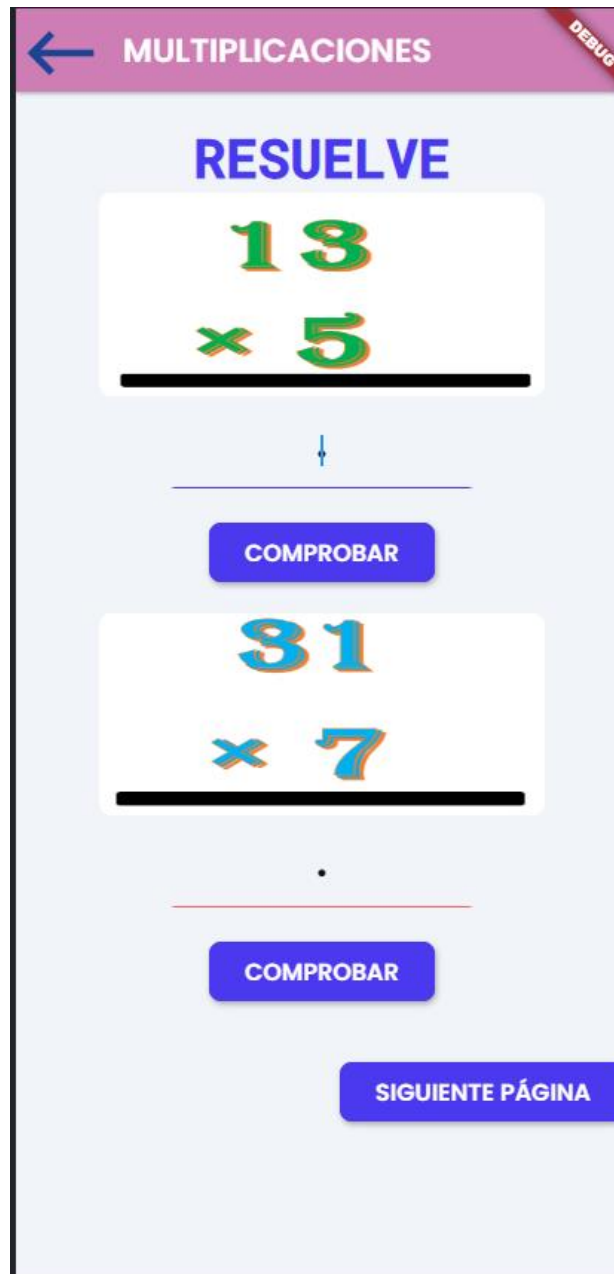 MULTIPLICACIONES
DEBUG
RESUELVE
13
× 5
.
COMPROBAR
31
× 7
.
COMPROBAR
SIGUIENTE PÁGINA